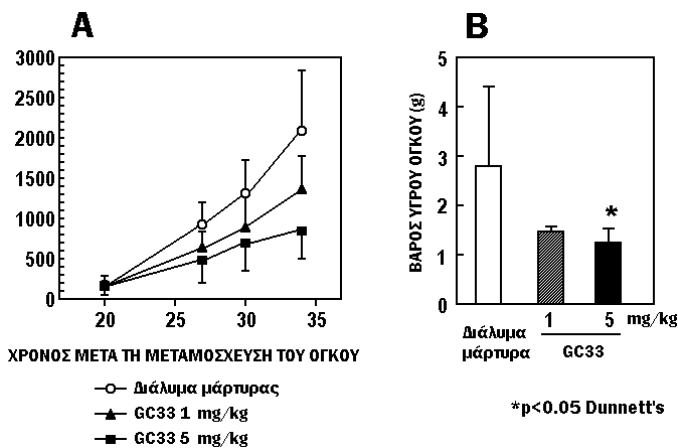 A
3000
2500
2000
1500
1000
500
0
20 25 30 35
ΧΡΟΝΟΣ ΜΕΤΑ ΤΗ ΜΕΤΑΜΟΣΧΕΥΣΗ ΤΟΥ ΟΓΚΟΥ
Διάλυμα μάρτυρας
GC33 1 mg/kg
GC33 5 mg/kg
B
ΒΑΡΟΣ ΥΓΡΟΥ ΟΓΚΟΥ (g)
5
4
3
2
1
0
*
1 5 mg/kg
Διάλυμα
μάρτυρα
GC33
*p<0.05 Dunnett's